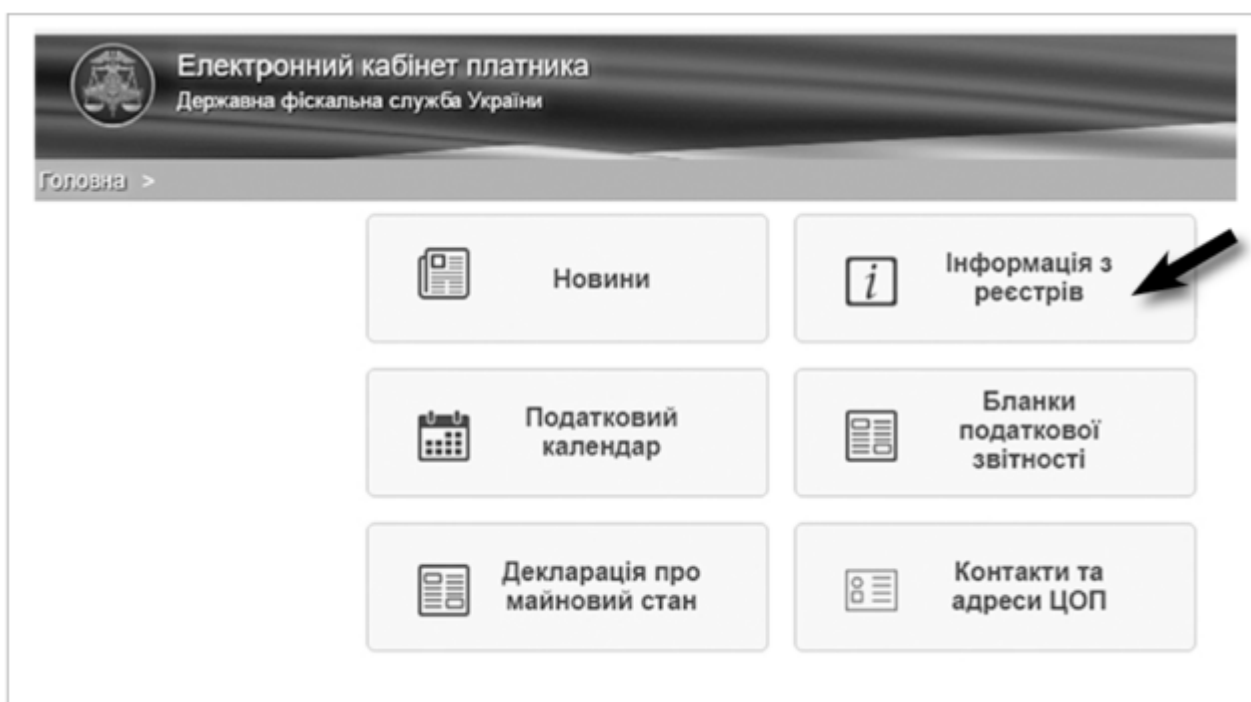 Електронний кабінет платника
Державна фіскальна служба України
Головна >
Новини
Інформація з
реєстрів
Податковий
календар
Бланки
податкової
звітності
Декларація про
майновий стан
Контакти та
адреси ЦОП